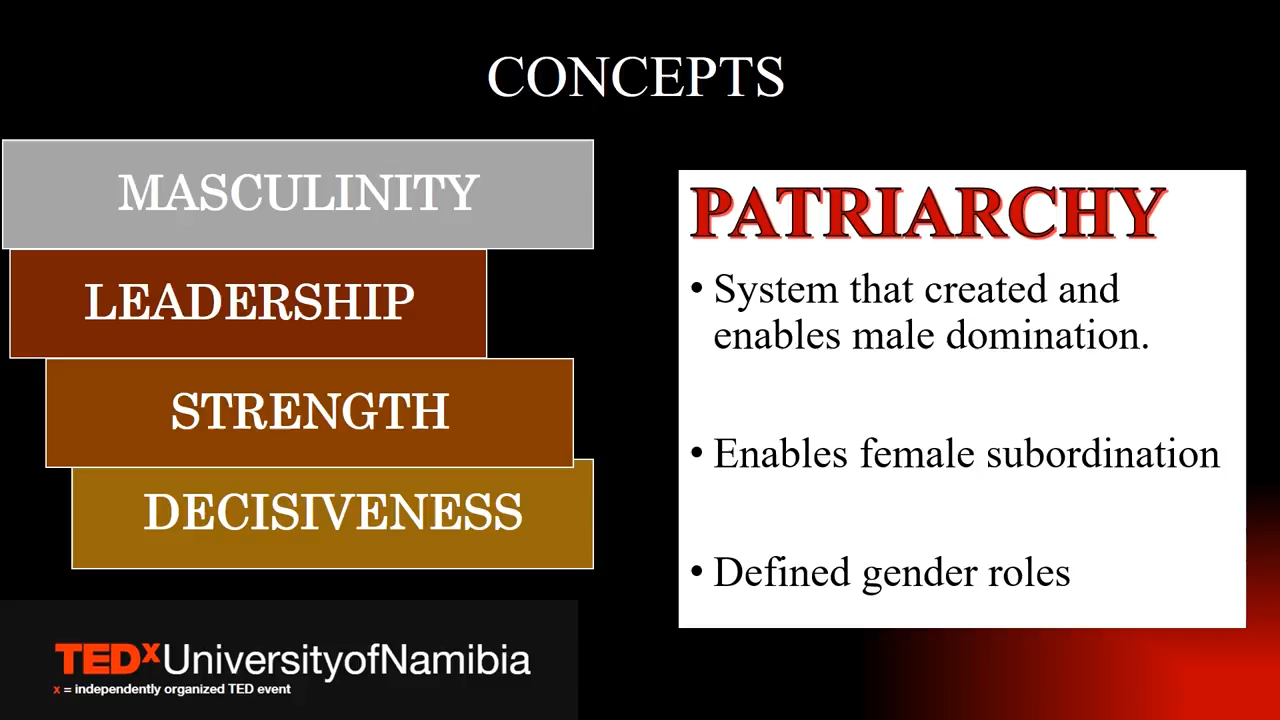 CONCEPTS
MASCULINITY
LEADERSHIP
STRENGTH
DECISIVENESS
PATRIARCHY
• System that created and
enables male domination.
• Enables female subordination
• Defined gender roles
TEDxUniversityofNamibia
x = independently organized TED event